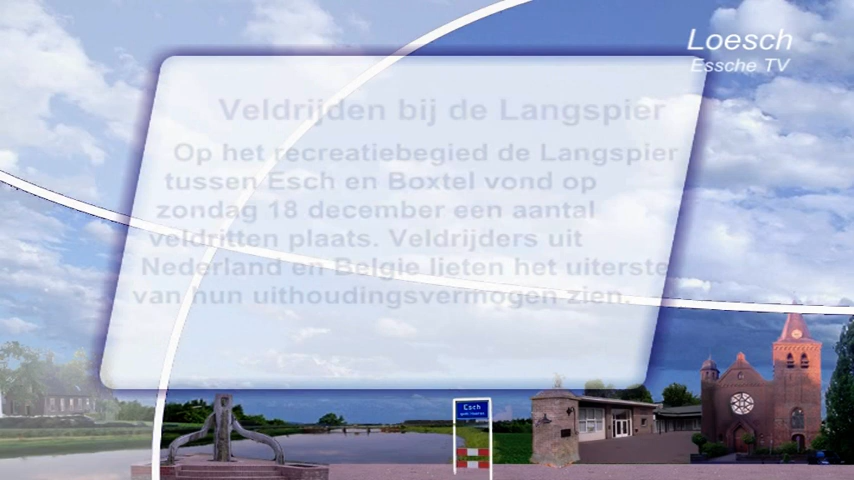 Loesch
Essche TV
Veldrijden bij de Langspier
Op het recreatiebegied de Langspier
tussen Esch en Boxtel vond op
zondag 18 december een aantal
veldritten plaats. Veldrijders uit
Nederland en Belgie lieten het uiterste
van hun uithoudingsvermogen zien.
Esch